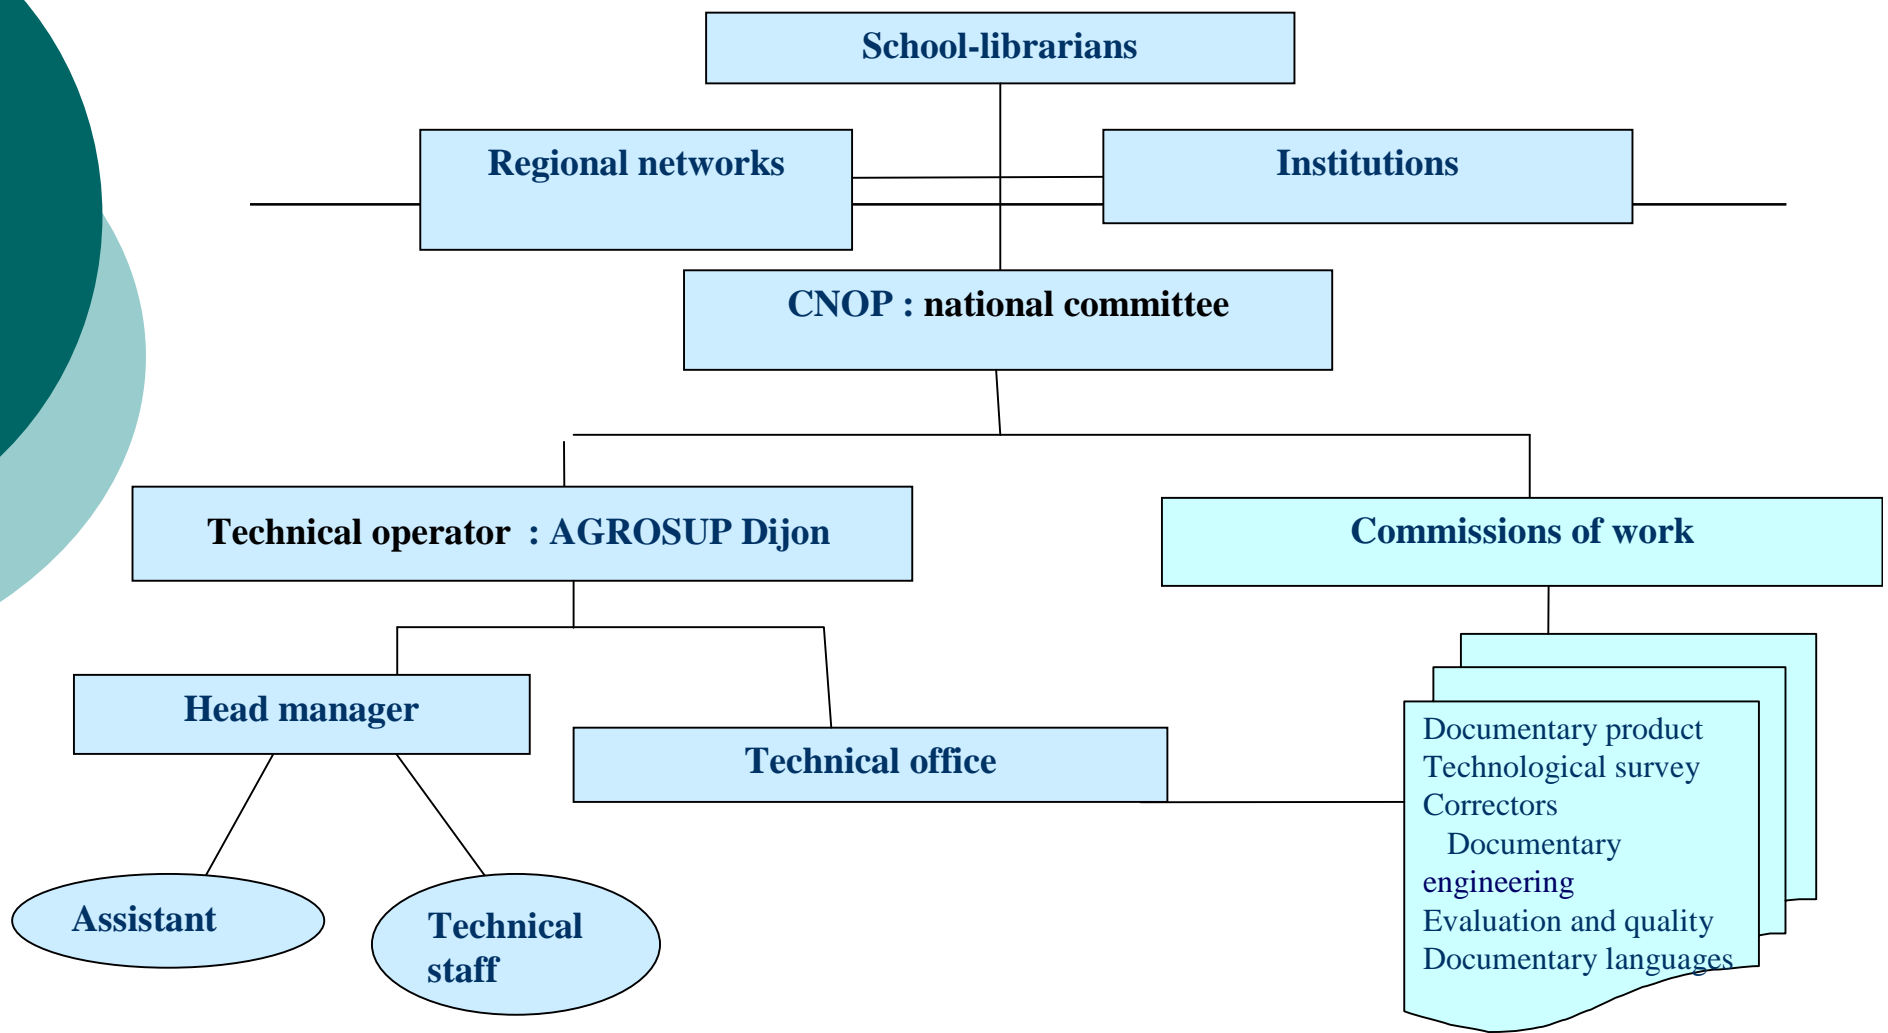 School-librarians
Regional networks
Institutions
CNOP : national committee
Technical operator : AGROSUP Dijon
Commissions of work
Head manager
Technical office
Documentary product
Technological survey
Correctors
Documentary
engineering
Evaluation and quality
Documentary languages
Assistant
Technical
staff